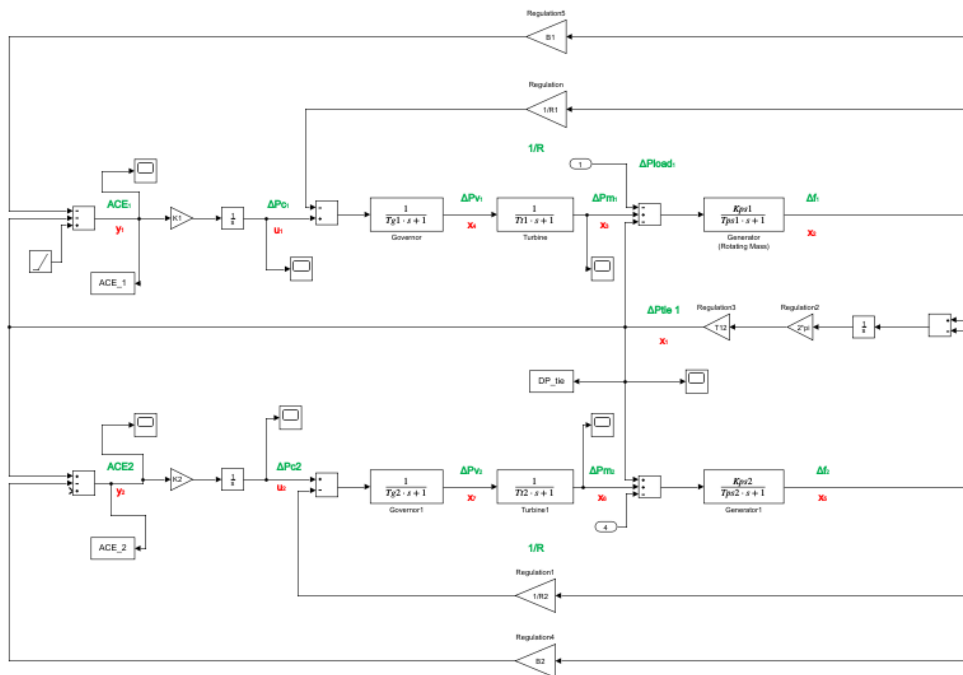 Regulation5
B1
Regulation
1/R1
1/R
1
ΔPload₁
ACE₁
y₁
K1
1/s
ΔPc₁
u₁
1/(Tg1 · s + 1)
Governor
ΔPv₁
x₄
1/(Tt1 · s + 1)
Turbine
ΔPm₁
x₃
Kps1/(Tps1 · s + 1)
Generator
(Rotating Mass)
Δf₁
x₂
ACE_1
ΔPtie 1
x₁
Regulation3
T12
Regulation2
2*pi
1/s
DP_tie
ACE2
y₂
K2
1/s
ΔPc2
u₂
1/(Tg2 · s + 1)
Governor1
ΔPv₂
x₇
1/(Tt2 · s + 1)
Turbine1
ΔPm₂
x₆
4
Kps2/(Tps2 · s + 1)
Generator1
Δf₂
x₅
ACE_2
1/R
Regulation1
1/R2
Regulation4
B2